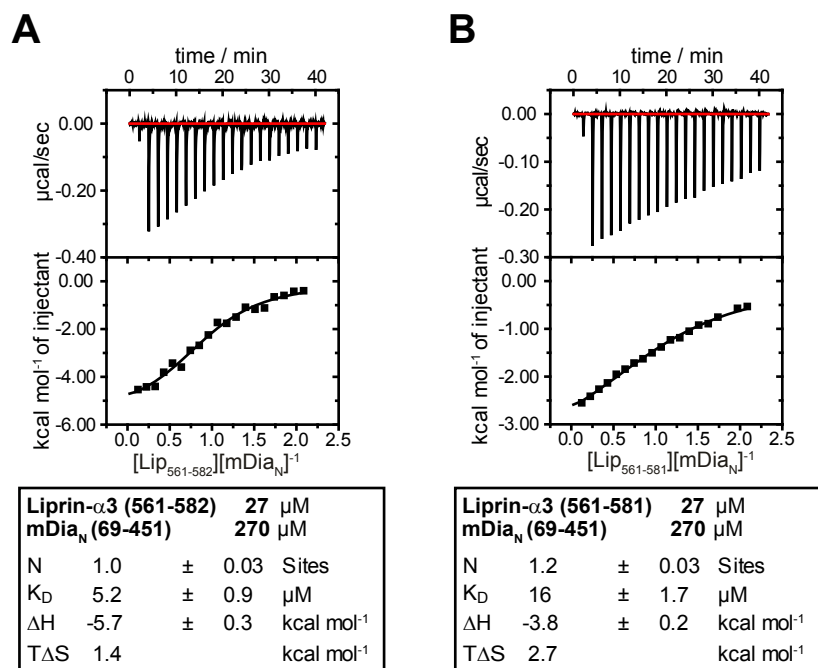 A
time / min
0 10 20 30 40
0.00
-0.20
-0.40
µcal/sec
0.00
-2.00
-4.00
-6.00
kcal mol⁻¹ of injectant
0.0 0.5 1.0 1.5 2.0 2.5
[Lip₅₆₁₋₅₈₂][mDiaN]⁻¹
Liprin-α3 (561-582) 27 µM
mDiaN (69-451) 270 µM
N 1.0 ± 0.03 Sites
KD 5.2 ± 0.9 µM
ΔH -5.7 ± 0.3 kcal mol⁻¹
TΔS 1.4 kcal mol⁻¹
B
time / min
0 10 20 30 40
0.00
-0.10
-0.20
-0.30
µcal/sec
0.00
-1.00
-2.00
-3.00
kcal mol⁻¹ of injectant
0.0 0.5 1.0 1.5 2.0 2.5
[Lip₅₆₁₋₅₈₁][mDiaN]⁻¹
Liprin-α3 (561-581) 27 µM
mDiaN (69-451) 270 µM
N 1.2 ± 0.03 Sites
KD 16 ± 1.7 µM
ΔH -3.8 ± 0.2 kcal mol⁻¹
TΔS 2.7 kcal mol⁻¹